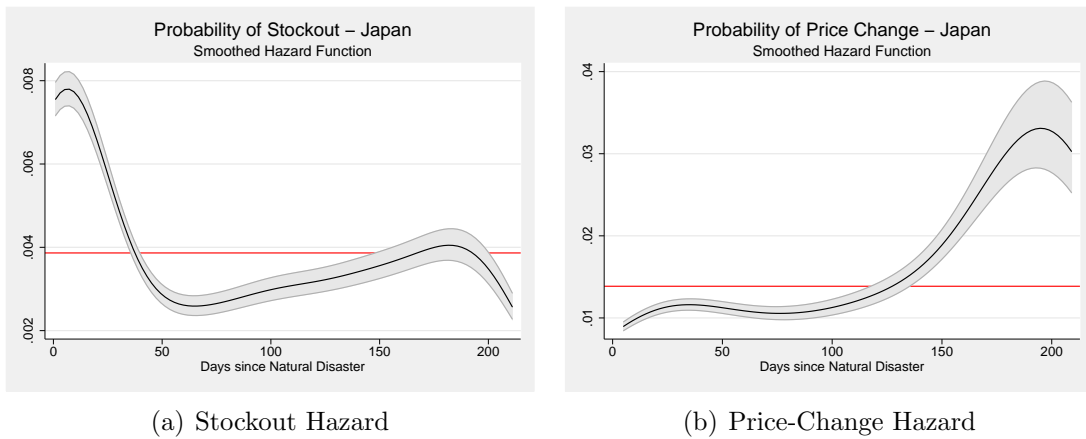 Probability of Stockout – Japan
Smoothed Hazard Function
.008
.006
.004
.002
0 50 100 150 200
Days since Natural Disaster
(a) Stockout Hazard
Probability of Price Change – Japan
Smoothed Hazard Function
.04
.03
.02
.01
0 50 100 150 200
Days since Natural Disaster
(b) Price-Change Hazard